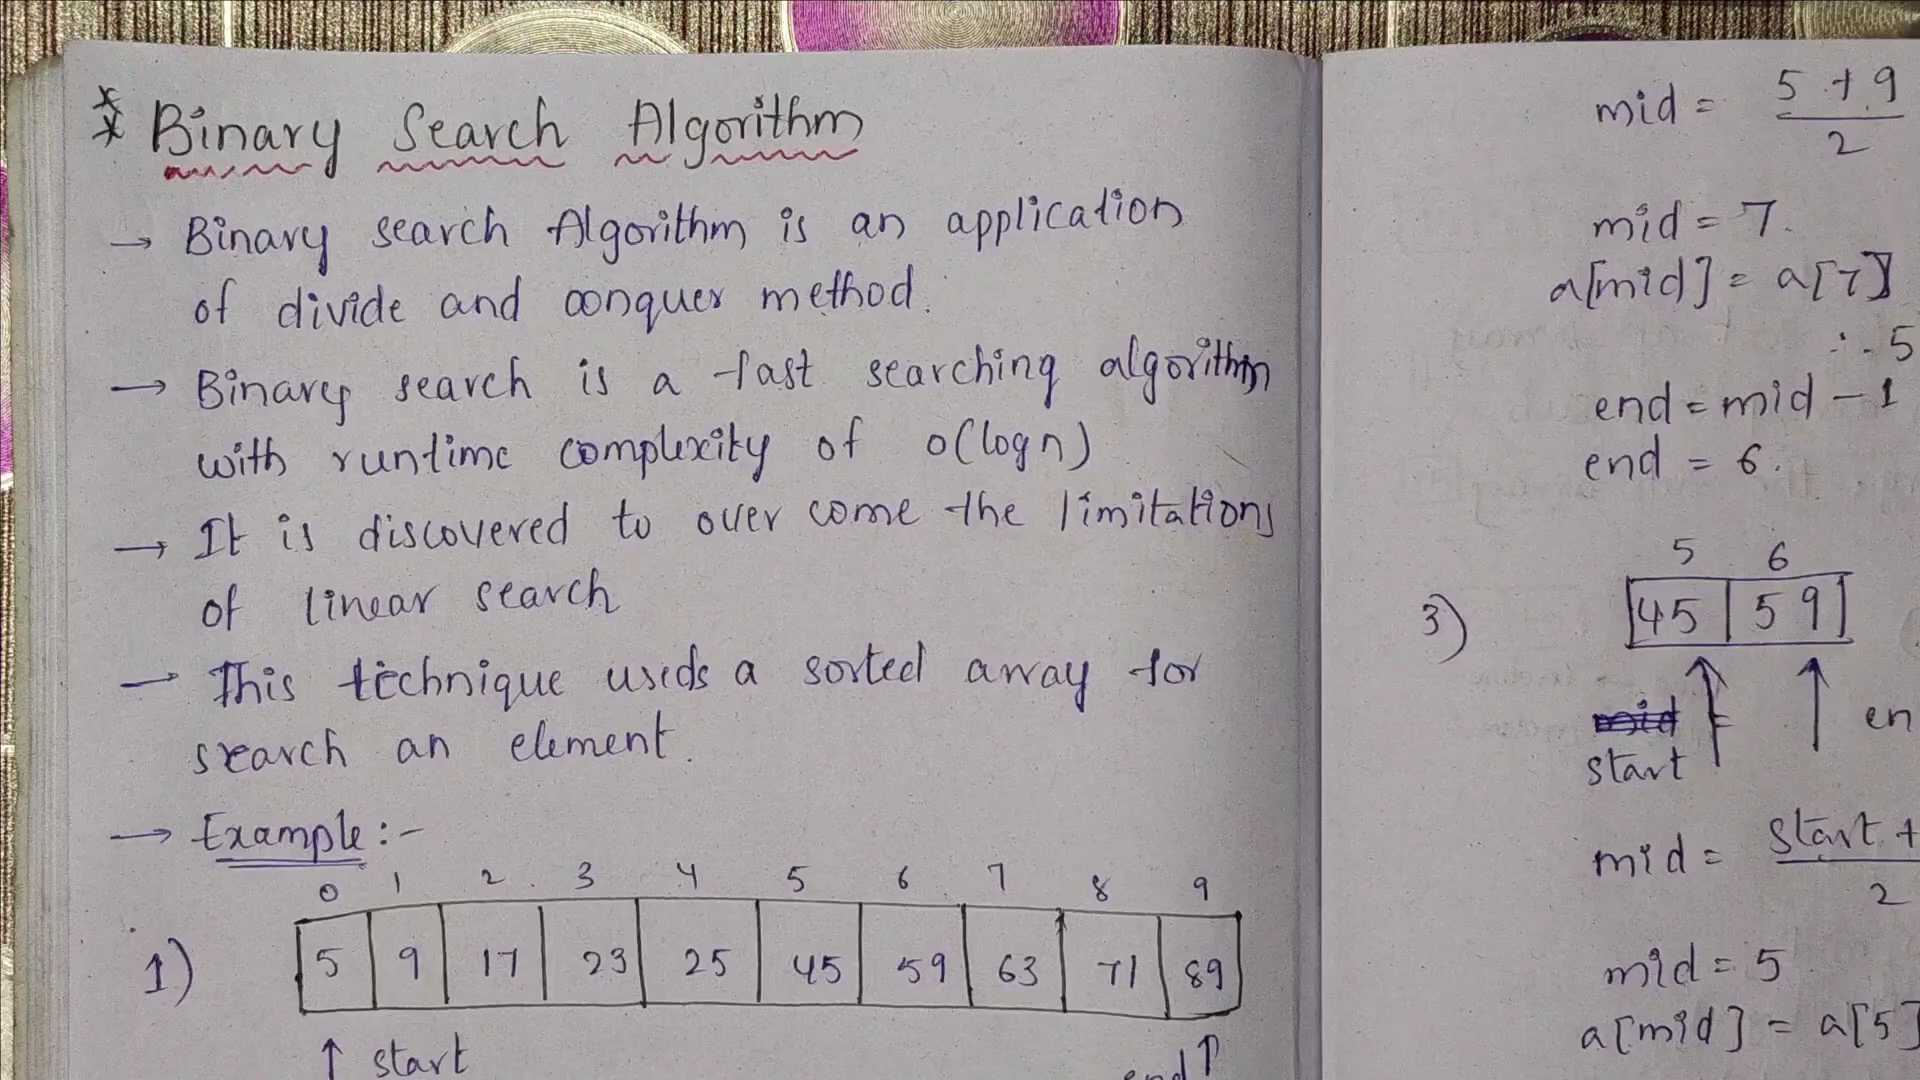 * Binary Search Algorithm
→ Binary search Algorithm is an application
of divide and conquer method.
→ Binary search is a fast searching algorithm
with runtime complexity of o(logn)
→ It is discovered to over come the limitations
of linear search
→ This technique useds a sorted array for
search an element.
→ Example:-
0 1 2 3 4 5 6 7 8 9
1) 5 9 17 23 25 45 59 63 71 89
↑ start end ↑
mid = 5+9
2
mid = 7.
a[mid] = a[7]
∴ 5
end = mid - 1
end = 6.
5 6
3) 45 59
start
mid = start +
2
mid = 5
a[mid] = a[5]